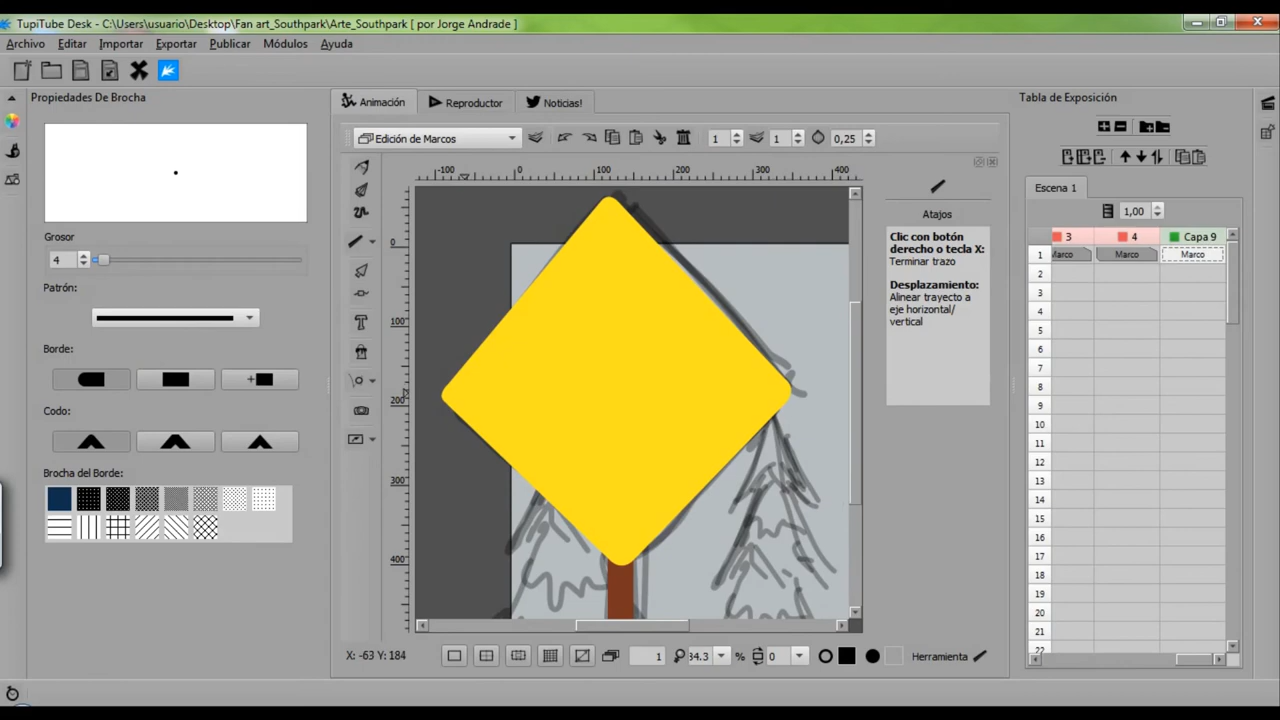 TupiTube Desk - C:\Users\usuario\Desktop\Fan art_Southpark\Arte_Southpark [ por Jorge Andrade ]
Archivo Editar Importar Exportar Publicar Módulos Ayuda
Propiedades De Brocha
Grosor
4
Patrón:
Borde:
Codo:
Brocha del Borde:
Animación Reproductor Noticias!
Edición de Marcos 1 1 0,25
-100 0 100 200 300 400
0
100
200
300
400
Atajos
Clic con botón
derecho o tecla X:
Terminar trazo
Desplazamiento:
Alinear trayecto a
eje horizontal/
vertical
X: -63 Y: 184 1 34.3 % 0 Herramienta
Tabla de Exposición
Escena 1
1,00
3 4 Capa 9
1 Marco Marco Marco
2
3
4
5
6
7
8
9
10
11
12
13
14
15
16
17
18
19
20
21
22